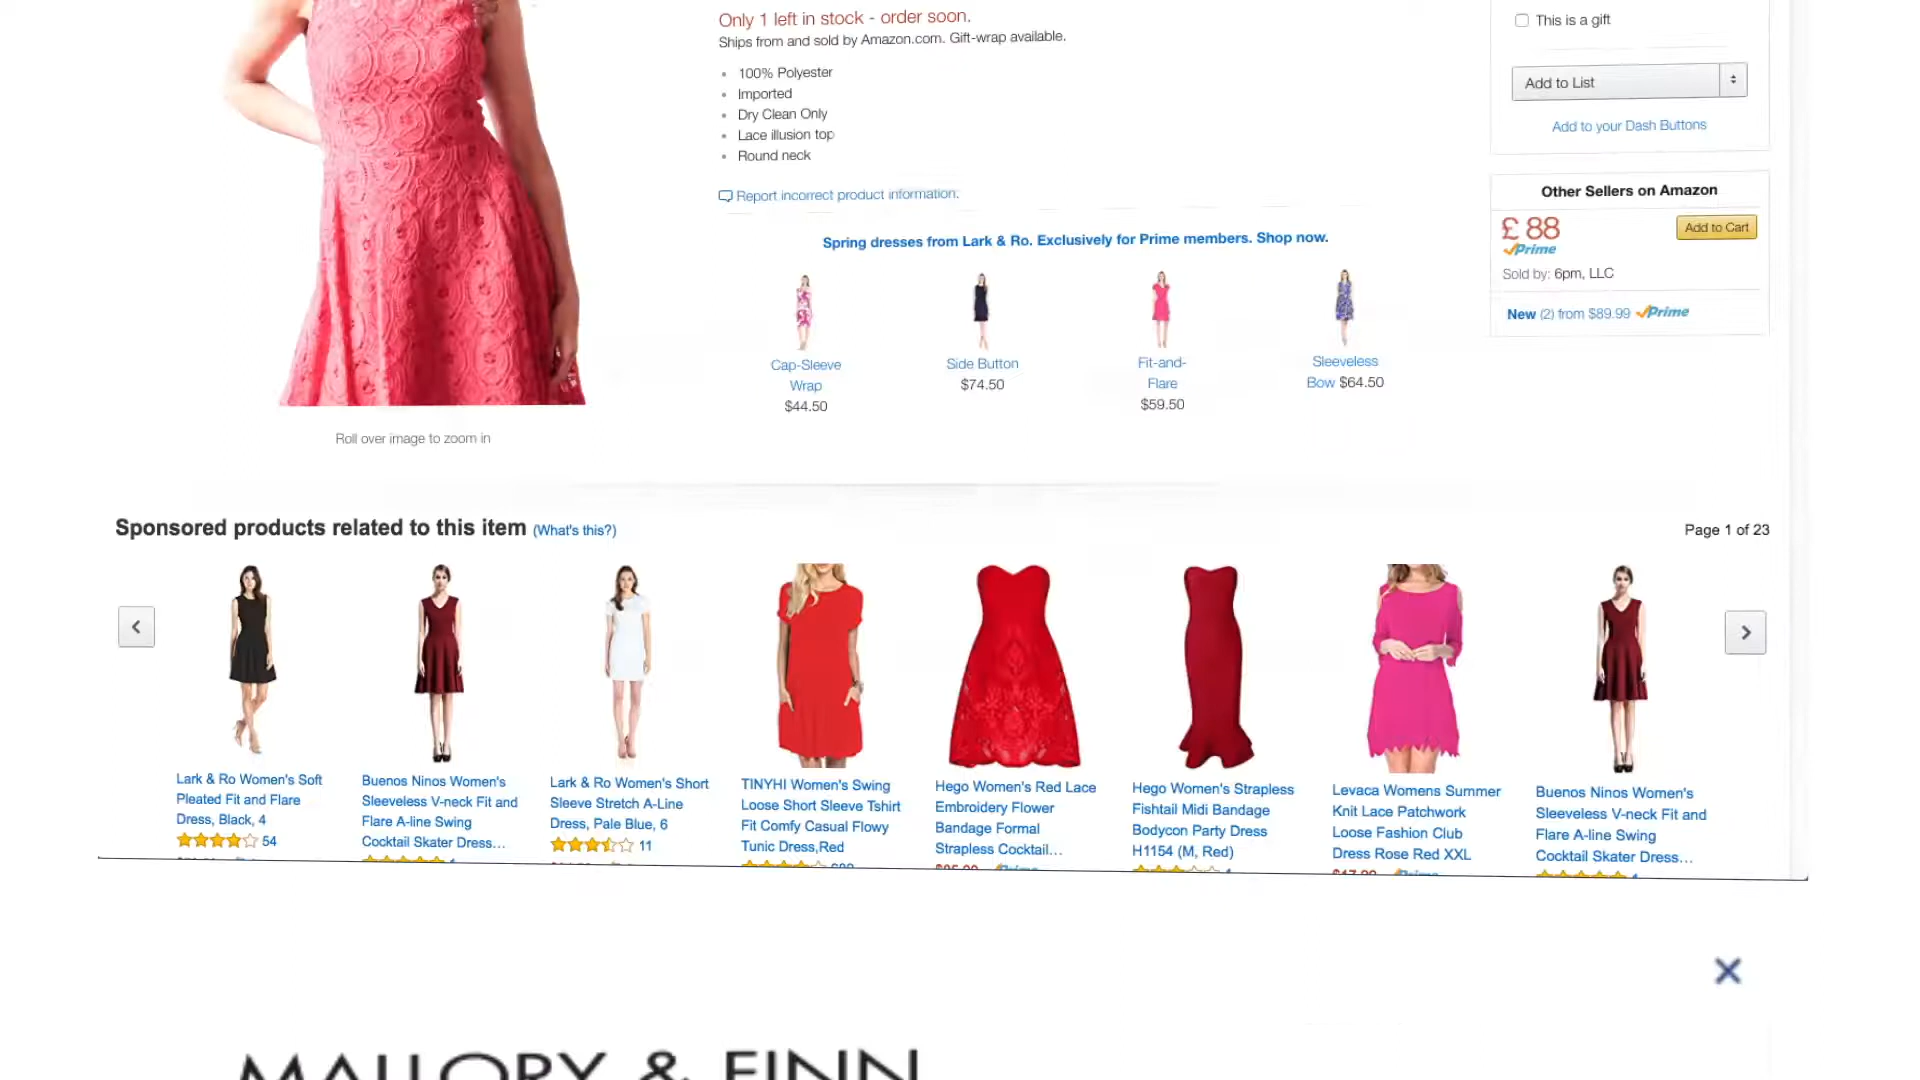 Only 1 left in stock - order soon.
Ships from and sold by Amazon.com. Gift-wrap available.
100% Polyester
Imported
Dry Clean Only
Lace illusion top
Round neck
Report incorrect product information.
This is a gift
Add to List
Add to your Dash Buttons
Other Sellers on Amazon
£ 88
Add to Cart
Prime
Sold by: 6pm, LLC
New (2) from $89.99 Prime
Spring dresses from Lark & Ro. Exclusively for Prime members. Shop now.
Cap-Sleeve
Wrap
$44.50
Side Button
$74.50
Fit-and-
Flare
$59.50
Sleeveless
Bow $64.50
Roll over image to zoom in
Sponsored products related to this item (What's this?)
Page 1 of 23
Lark & Ro Women's Soft
Pleated Fit and Flare
Dress, Black, 4
54
Buenos Ninos Women's
Sleeveless V-neck Fit and
Flare A-line Swing
Cocktail Skater Dress...
Lark & Ro Women's Short
Sleeve Stretch A-Line
Dress, Pale Blue, 6
11
TINYHI Women's Swing
Loose Short Sleeve Tshirt
Fit Comfy Casual Flowy
Tunic Dress,Red
Hego Women's Red Lace
Embroidery Flower
Bandage Formal
Strapless Cocktail...
Hego Women's Strapless
Fishtail Midi Bandage
Bodycon Party Dress
H1154 (M, Red)
Levaca Womens Summer
Knit Lace Patchwork
Loose Fashion Club
Dress Rose Red XXL
Buenos Ninos Women's
Sleeveless V-neck Fit and
Flare A-line Swing
Cocktail Skater Dress...
MALLORY & FINN